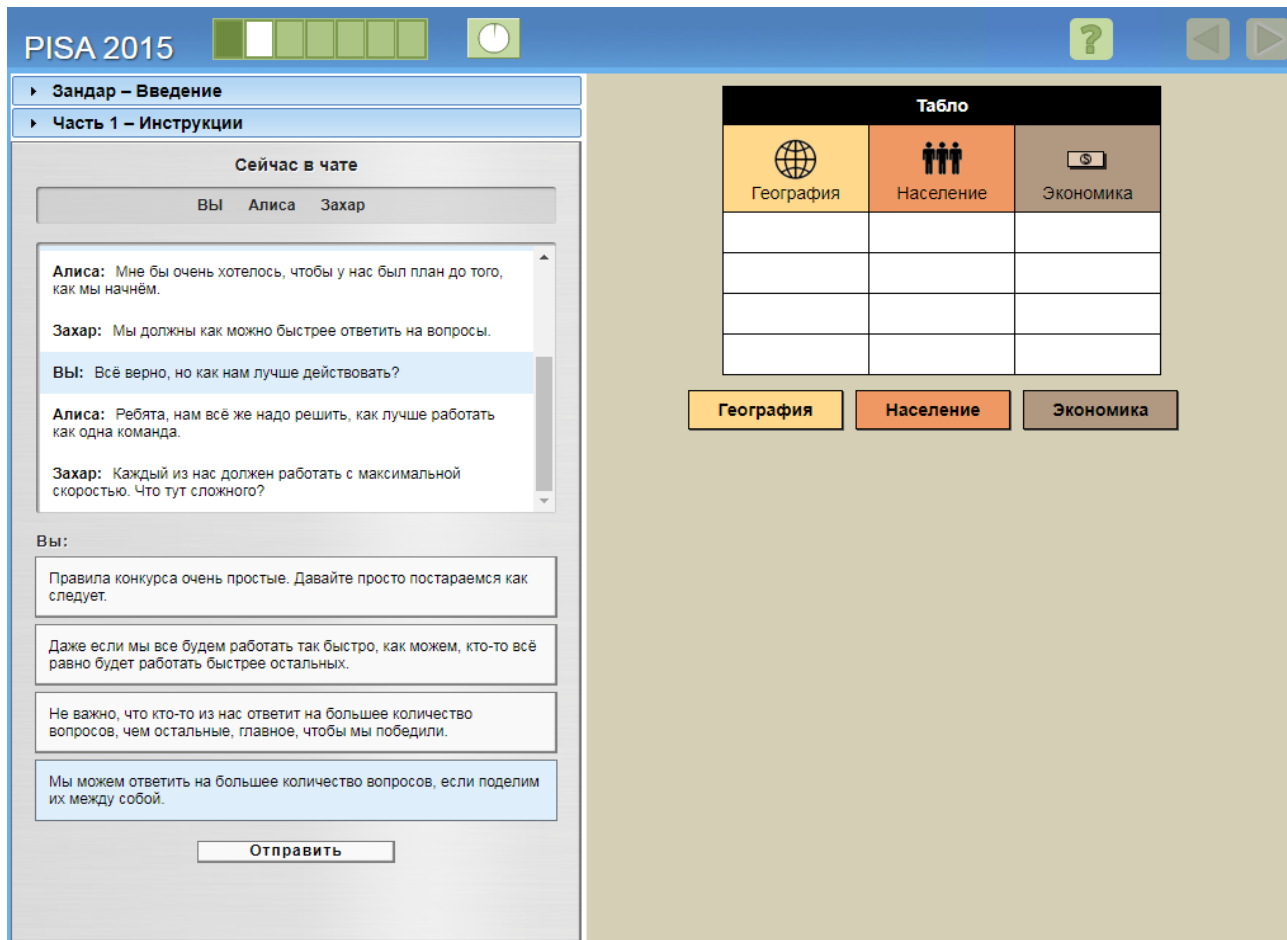 PISA 2015
?
Зандар – Введение
Часть 1 – Инструкции
Сейчас в чате
ВЫ Алиса Захар
Алиса: Мне бы очень хотелось, чтобы у нас был план до того,
как мы начнём.
Захар: Мы должны как можно быстрее ответить на вопросы.
ВЫ: Всё верно, но как нам лучше действовать?
Алиса: Ребята, нам всё же надо решить, как лучше работать
как одна команда.
Захар: Каждый из нас должен работать с максимальной
скоростью. Что тут сложного?
Вы:
Правила конкурса очень простые. Давайте просто постараемся как
следует.
Даже если мы все будем работать так быстро, как можем, кто-то всё
равно будет работать быстрее остальных.
Не важно, что кто-то из нас ответит на большее количество
вопросов, чем остальные, главное, чтобы мы победили.
Мы можем ответить на большее количество вопросов, если поделим
их между собой.
Отправить
Табло
География Население Экономика
География Население Экономика